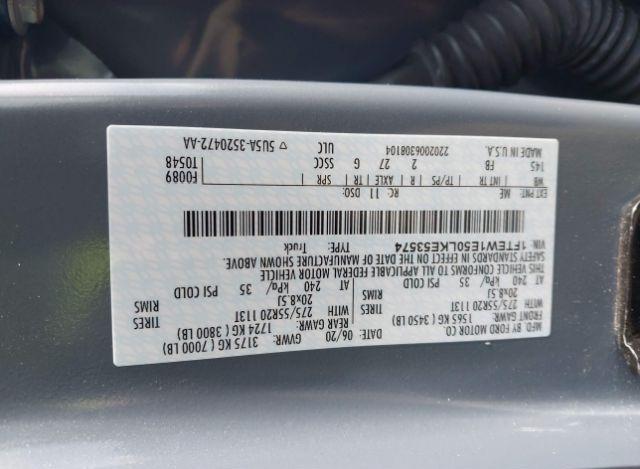 MFD. BY FORD MOTOR CO.
DATE: 06/20 GVWR: 3175 KG ( 7000 LB)
FRONT GAWR: 1565 KG ( 3450 LB) REAR GAWR: 1724 KG ( 3800 LB)
WITH 275/55R20 113T TIRES WITH 275/55R20 113T TIRES
20x8.5J RIMS 20x8.5J RIMS
AT 240 kPa/ 35 PSI COLD AT 240 kPa/ 35 PSI COLD
THIS VEHICLE CONFORMS TO ALL APPLICABLE FEDERAL MOTOR VEHICLE
SAFETY STANDARDS IN EFFECT ON THE DATE OF MANUFACTURE SHOWN ABOVE.
VIN: 1FTEW1E50LKE53574 TYPE: Truck
EXT PNT: ME RC: 11 DSO: F0089
WB INT TR TP/PS R AXLE TR SPR T0548
145 FB 2 27 6 SSCC
MADE IN U.S.A. 2202006308104 ULC ▽ 5U5A-3520472-AA